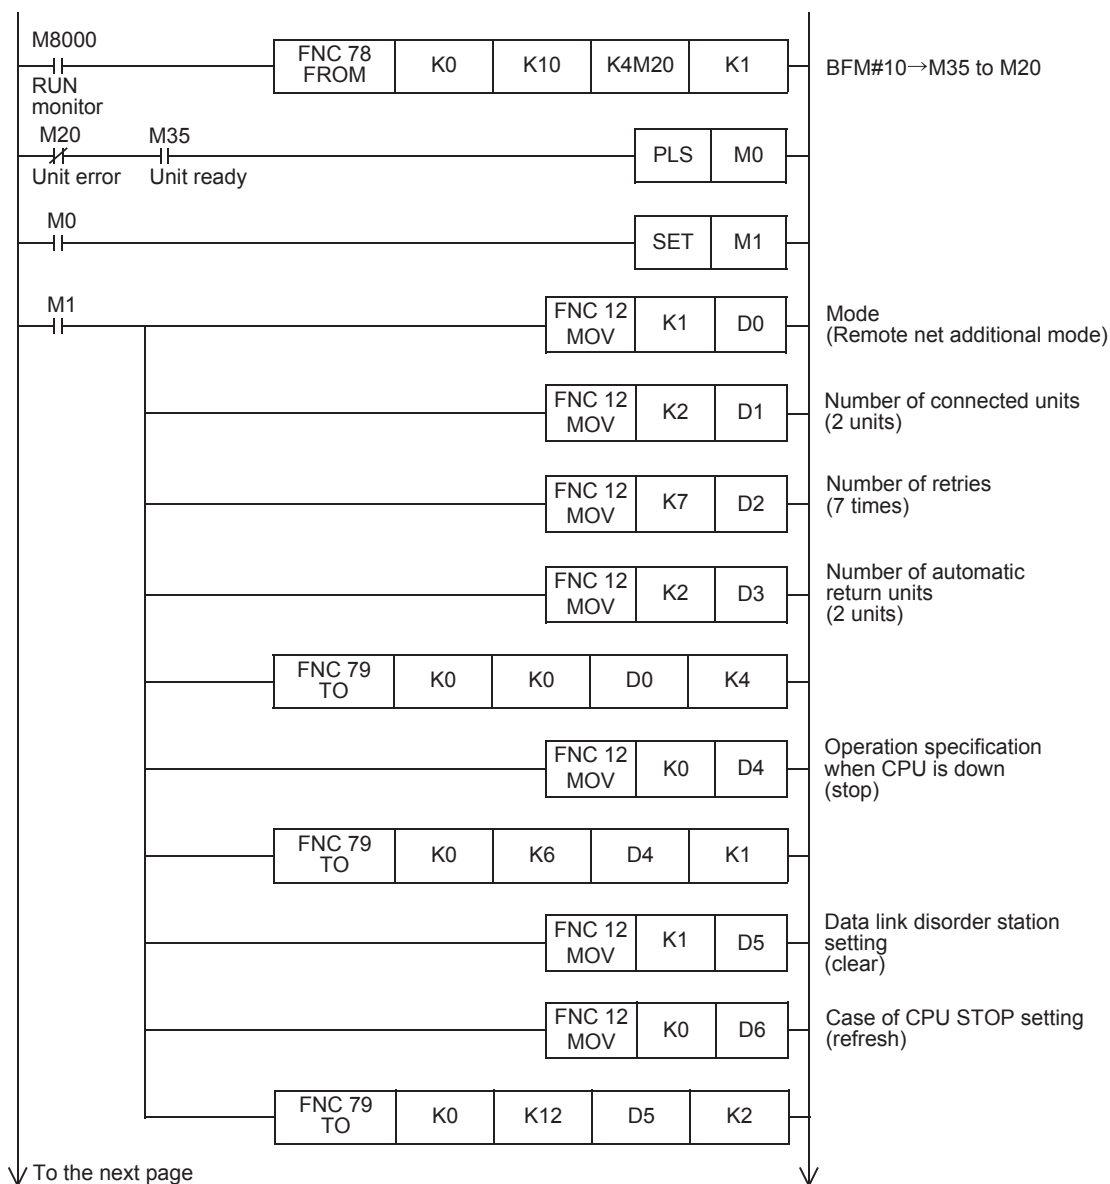 M8000
RUN
monitor
FNC 78
FROM
K0
K10
K4M20
K1
BFM#10→M35 to M20
M20
Unit error
M35
Unit ready
PLS
M0
M0
SET
M1
M1
FNC 12
MOV
K1
D0
Mode
(Remote net additional mode)
FNC 12
MOV
K2
D1
Number of connected units
(2 units)
FNC 12
MOV
K7
D2
Number of retries
(7 times)
FNC 12
MOV
K2
D3
Number of automatic
return units
(2 units)
FNC 79
TO
K0
K0
D0
K4
FNC 12
MOV
K0
D4
Operation specification
when CPU is down
(stop)
FNC 79
TO
K0
K6
D4
K1
FNC 12
MOV
K1
D5
Data link disorder station
setting
(clear)
FNC 12
MOV
K0
D6
Case of CPU STOP setting
(refresh)
FNC 79
TO
K0
K12
D5
K2
To the next page